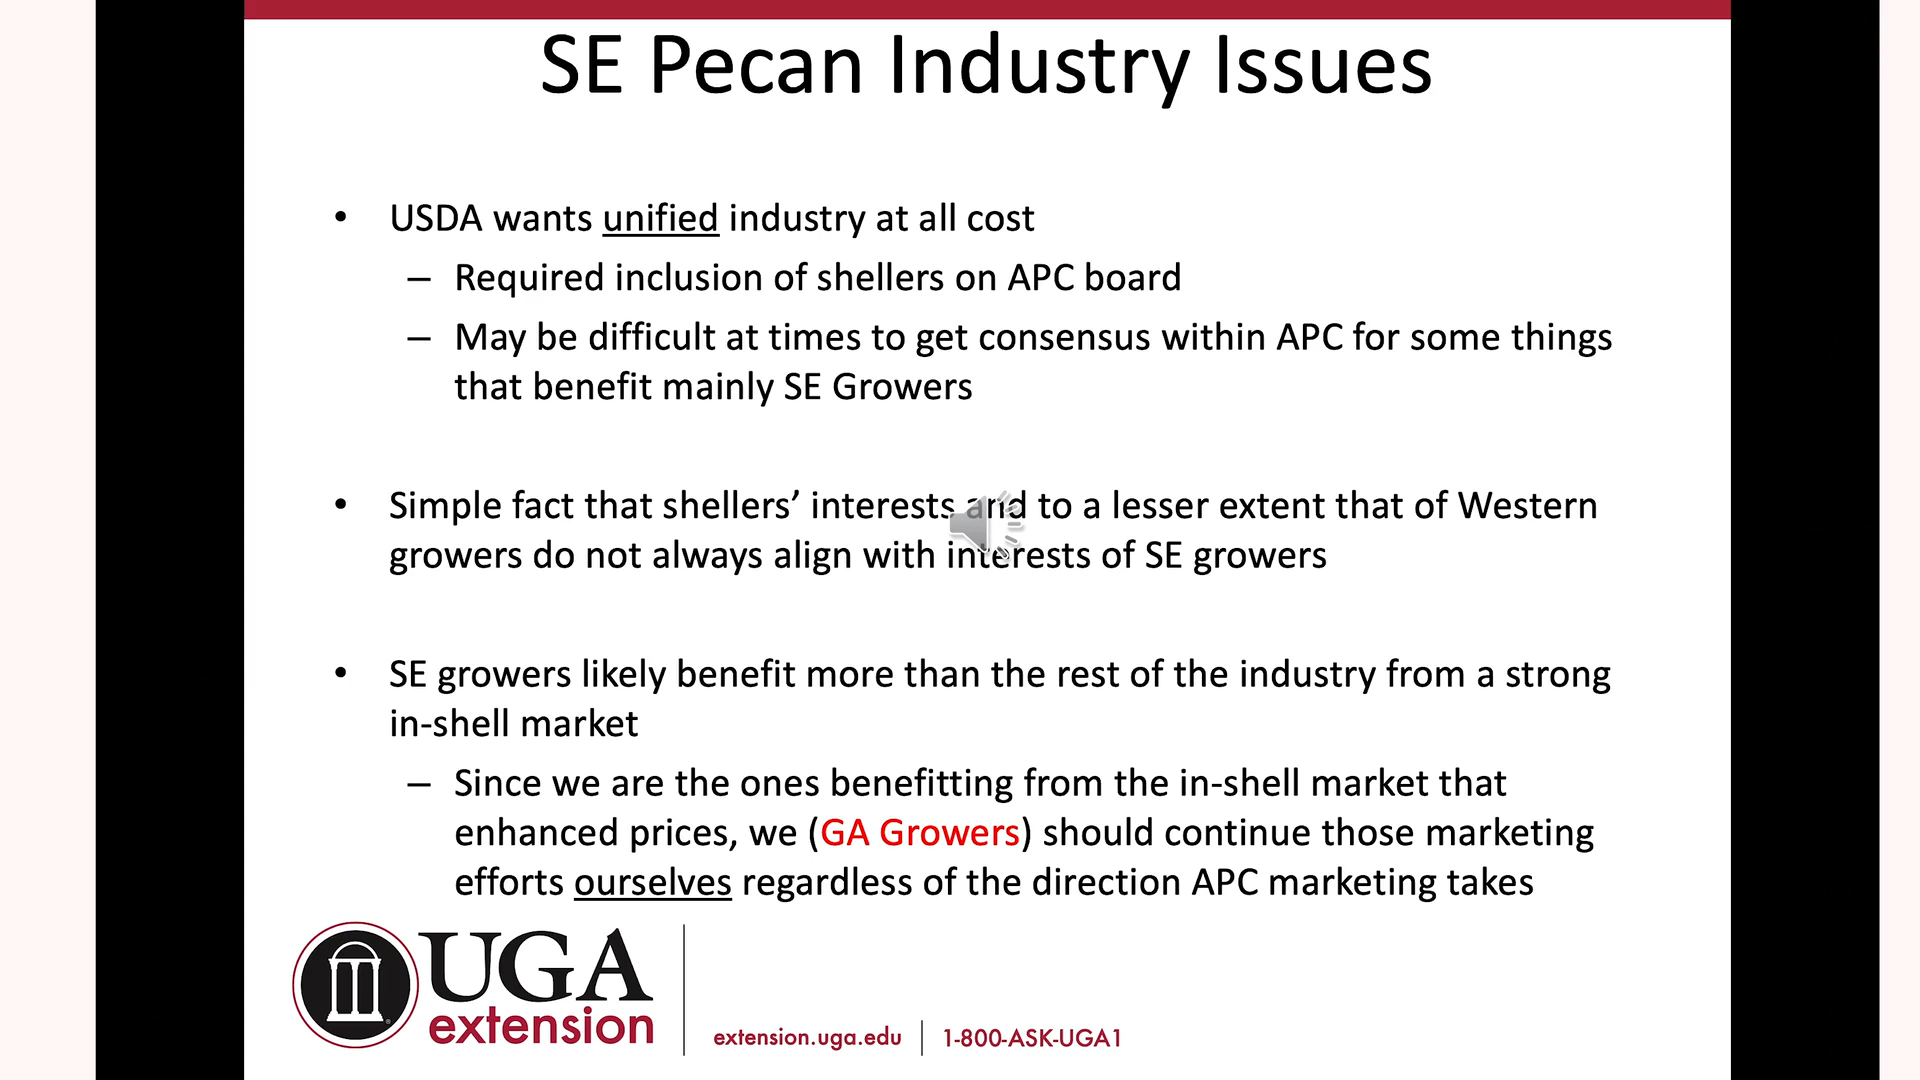 SE Pecan Industry Issues
• USDA wants unified industry at all cost
– Required inclusion of shellers on APC board
– May be difficult at times to get consensus within APC for some things
that benefit mainly SE Growers
• Simple fact that shellers’ interests and to a lesser extent that of Western
growers do not always align with interests of SE growers
• SE growers likely benefit more than the rest of the industry from a strong
in-shell market
– Since we are the ones benefitting from the in-shell market that
enhanced prices, we (GA Growers) should continue those marketing
efforts ourselves regardless of the direction APC marketing takes
UGA
extension
extension.uga.edu | 1-800-ASK-UGA1